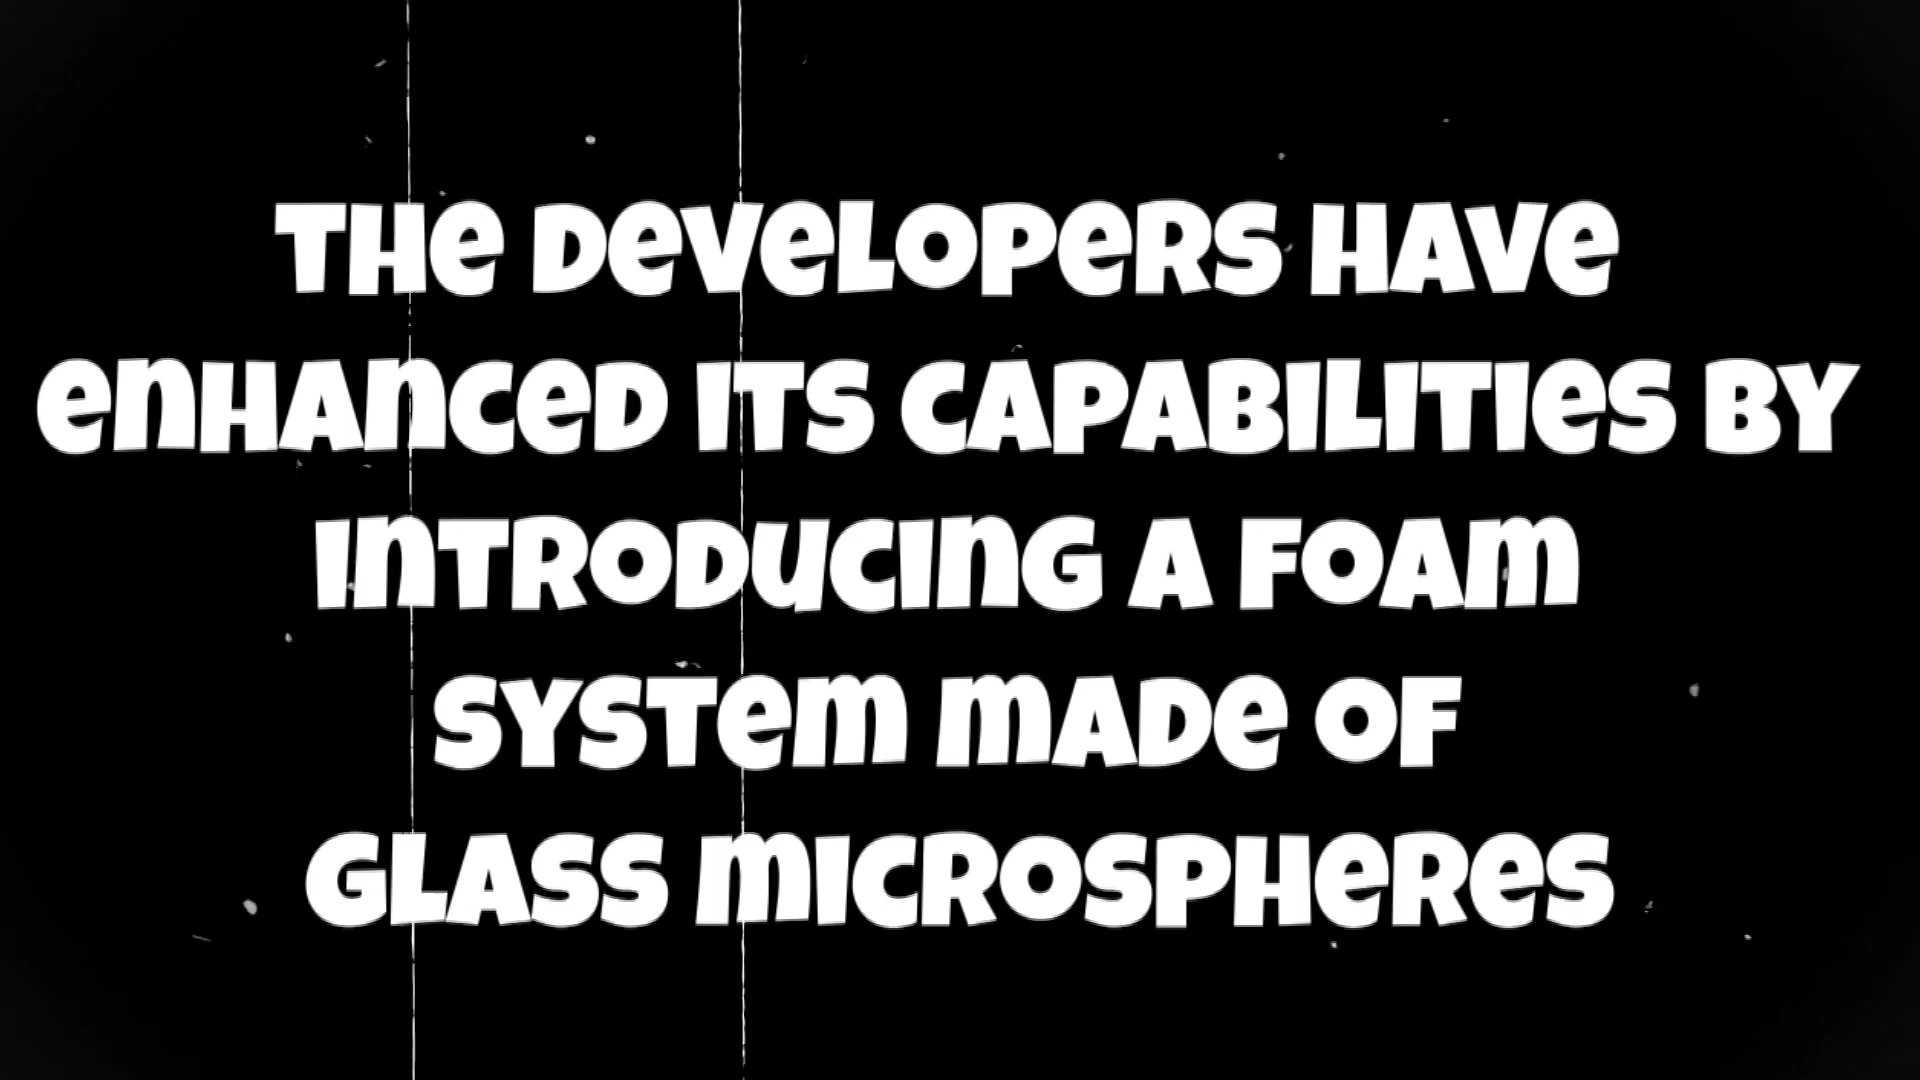 THE DEVELOPERS HAVE
ENHANCED ITS CAPABILITIES BY
INTRODUCING A FOAM
SYSTEM MADE OF
GLASS MICROSPHERES